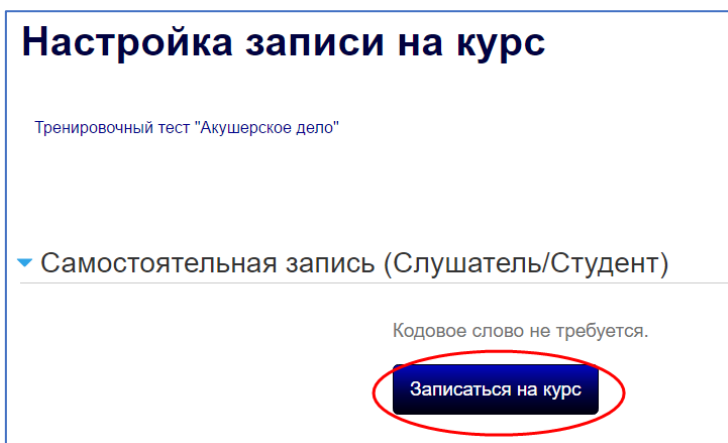 Настройка записи на курс
Тренировочный тест "Акушерское дело"
Самостоятельная запись (Слушатель/Студент)
Кодовое слово не требуется.
Записаться на курс